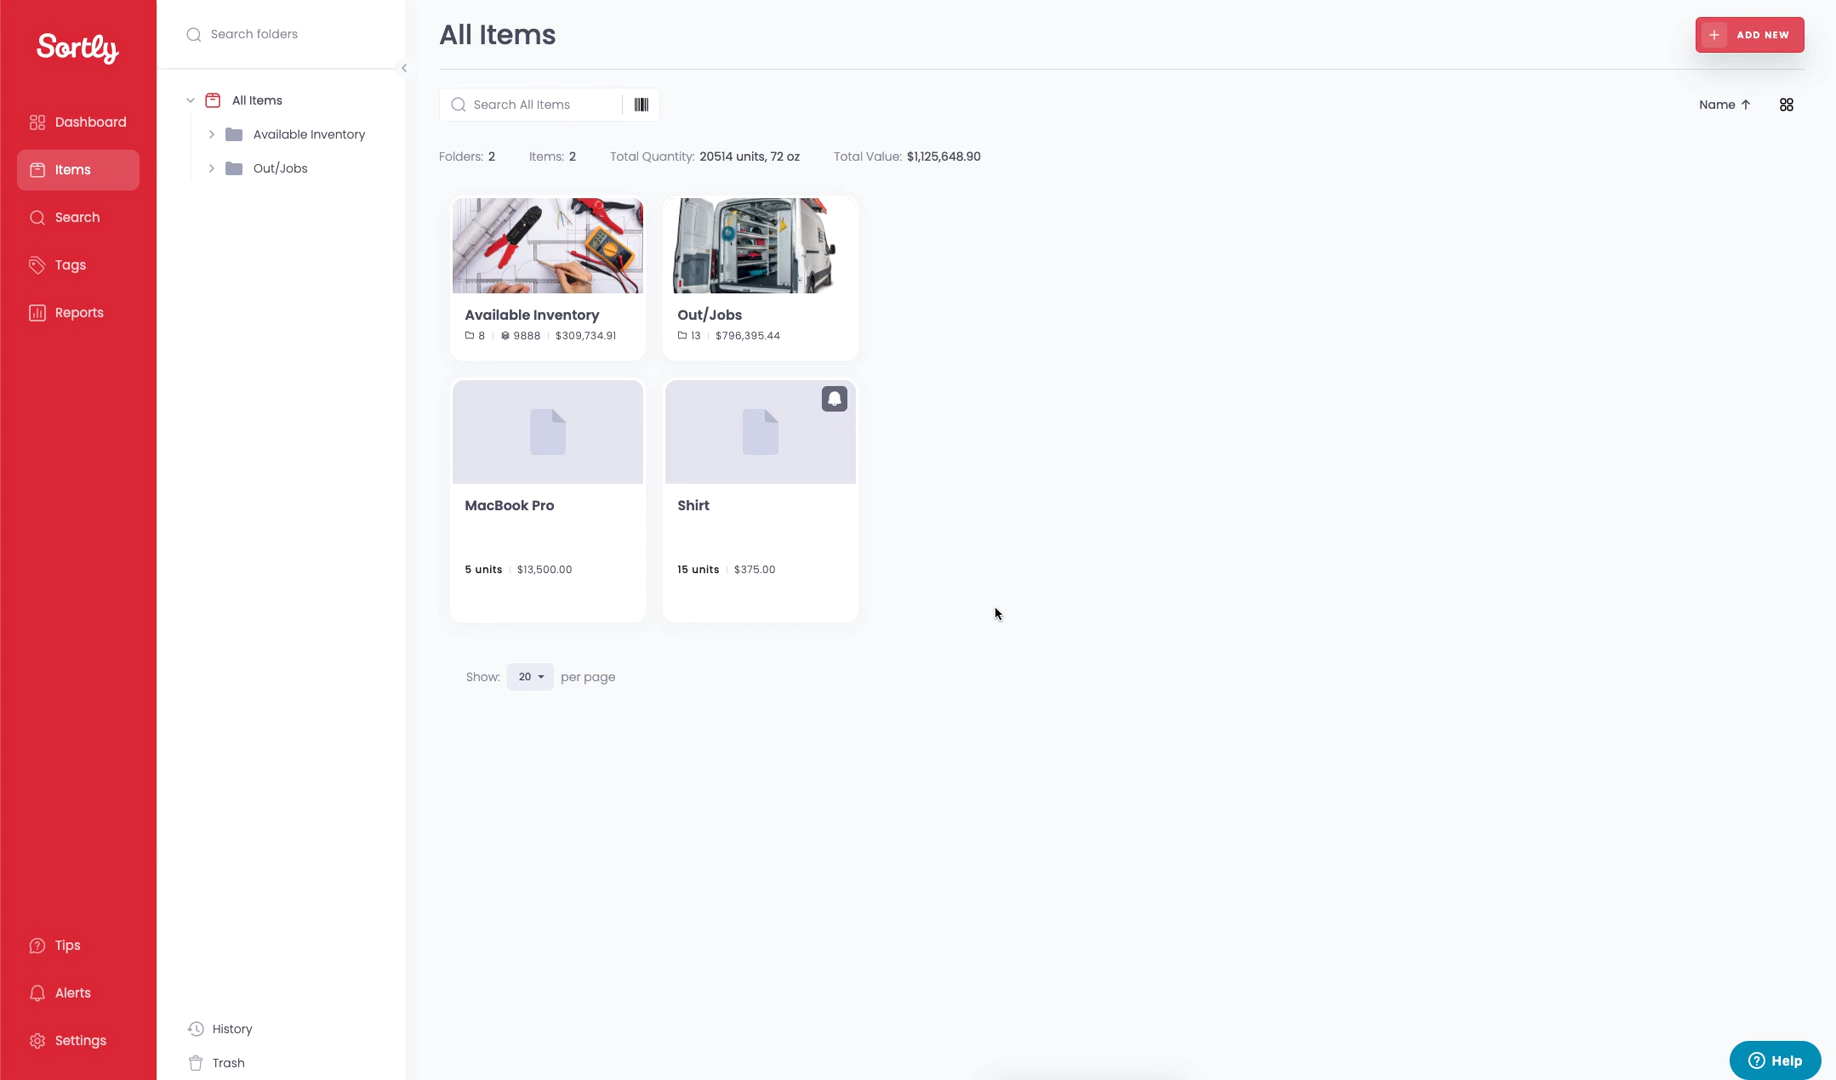 Sortly
Dashboard
Items
Search
Tags
Reports
Tips
Alerts
Settings
Search folders
All Items
Available Inventory
Out/Jobs
History
Trash
All Items
ADD NEW
Search All Items
Name
Folders: 2 Items: 2 Total Quantity: 20514 units, 72 oz Total Value: $1,125,648.90
Available Inventory
8 9888 $309,734.91
Out/Jobs
13 $796,395.44
MacBook Pro
5 units $13,500.00
Shirt
15 units $375.00
Show: 20 per page
Help